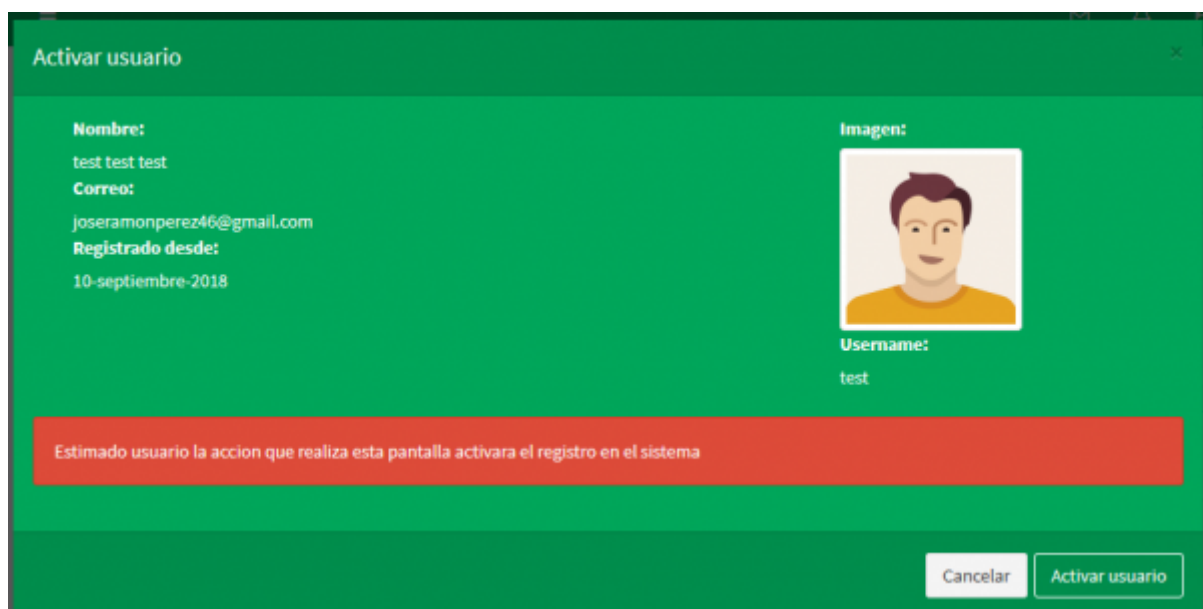 Activar usuario
×
Nombre:
test test test
Correo:
joseramonperez46@gmail.com
Registrado desde:
10-septiembre-2018
Imagen:
Username:
test
Estimado usuario la accion que realiza esta pantalla activara el registro en el sistema
Cancelar
Activar usuario